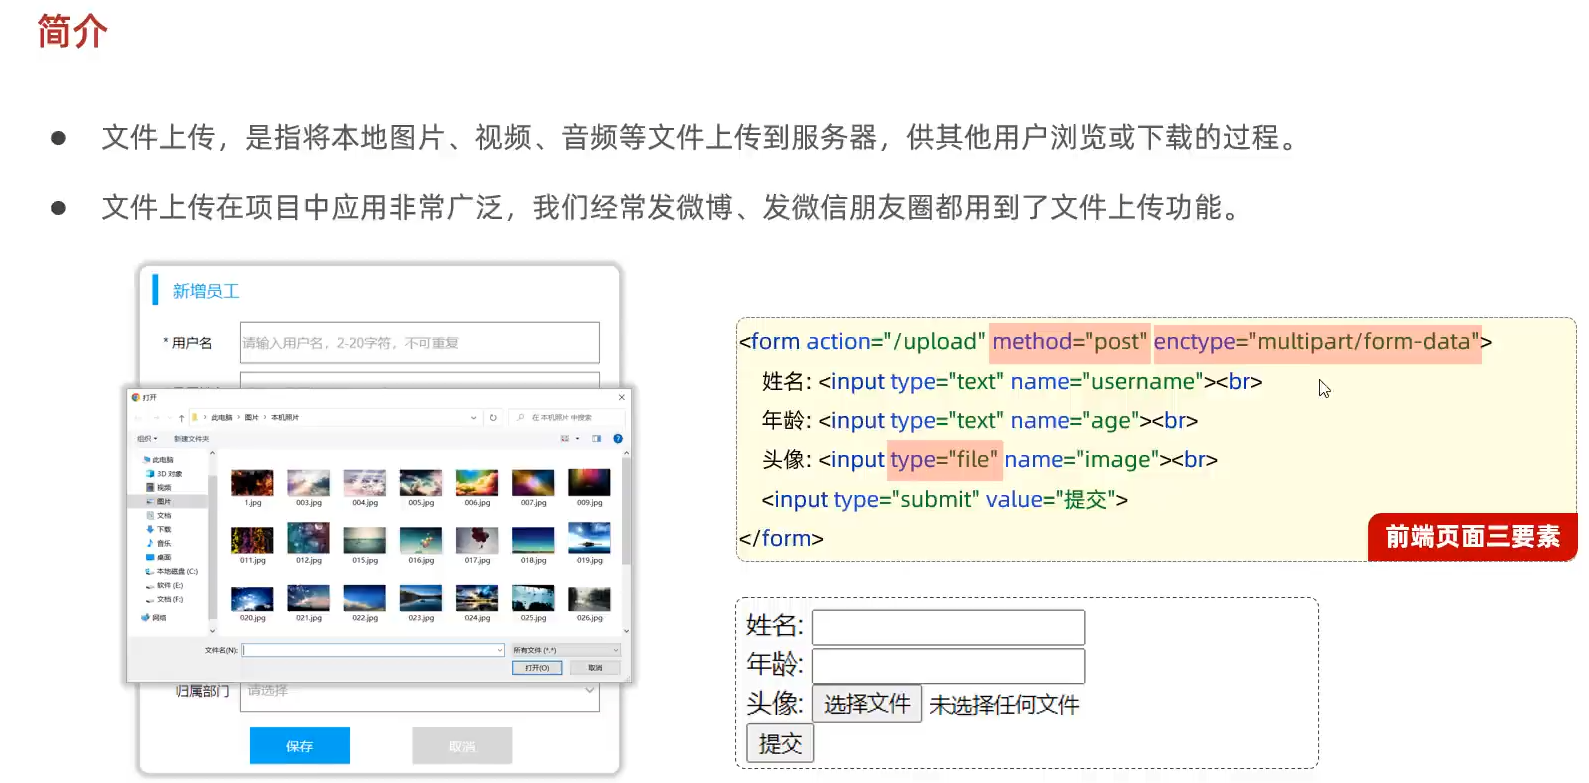 简介
文件上传，是指将本地图片、视频、音频等文件上传到服务器，供其他用户浏览或下载的过程。
文件上传在项目中应用非常广泛，我们经常发微博、发微信朋友圈都用到了文件上传功能。
新增员工
* 用户名 请输入用户名，2-20字符，不可重复
打开
此电脑 › 图片 › 本机照片
在 本机照片 中搜索
组织 新建文件夹
此电脑
3D 对象
视频
图片
文档
下载
音乐
桌面
本地磁盘 (C:)
软件 (E:)
文档 (F:)
网络
1.jpg 003.jpg 004.jpg 005.jpg 006.jpg 007.jpg 009.jpg
011.jpg 012.jpg 015.jpg 016.jpg 017.jpg 018.jpg 019.jpg
020.jpg 021.jpg 022.jpg 023.jpg 024.jpg 025.jpg 026.jpg
文件名(N): 所有文件 (*.*)
打开(O) 取消
归属部门 请选择
保存 取消
<form action="/upload" method="post" enctype="multipart/form-data">
姓名: <input type="text" name="username"><br>
年龄: <input type="text" name="age"><br>
头像: <input type="file" name="image"><br>
<input type="submit" value="提交">
</form>
前端页面三要素
姓名:
年龄:
头像: 选择文件 未选择任何文件
提交